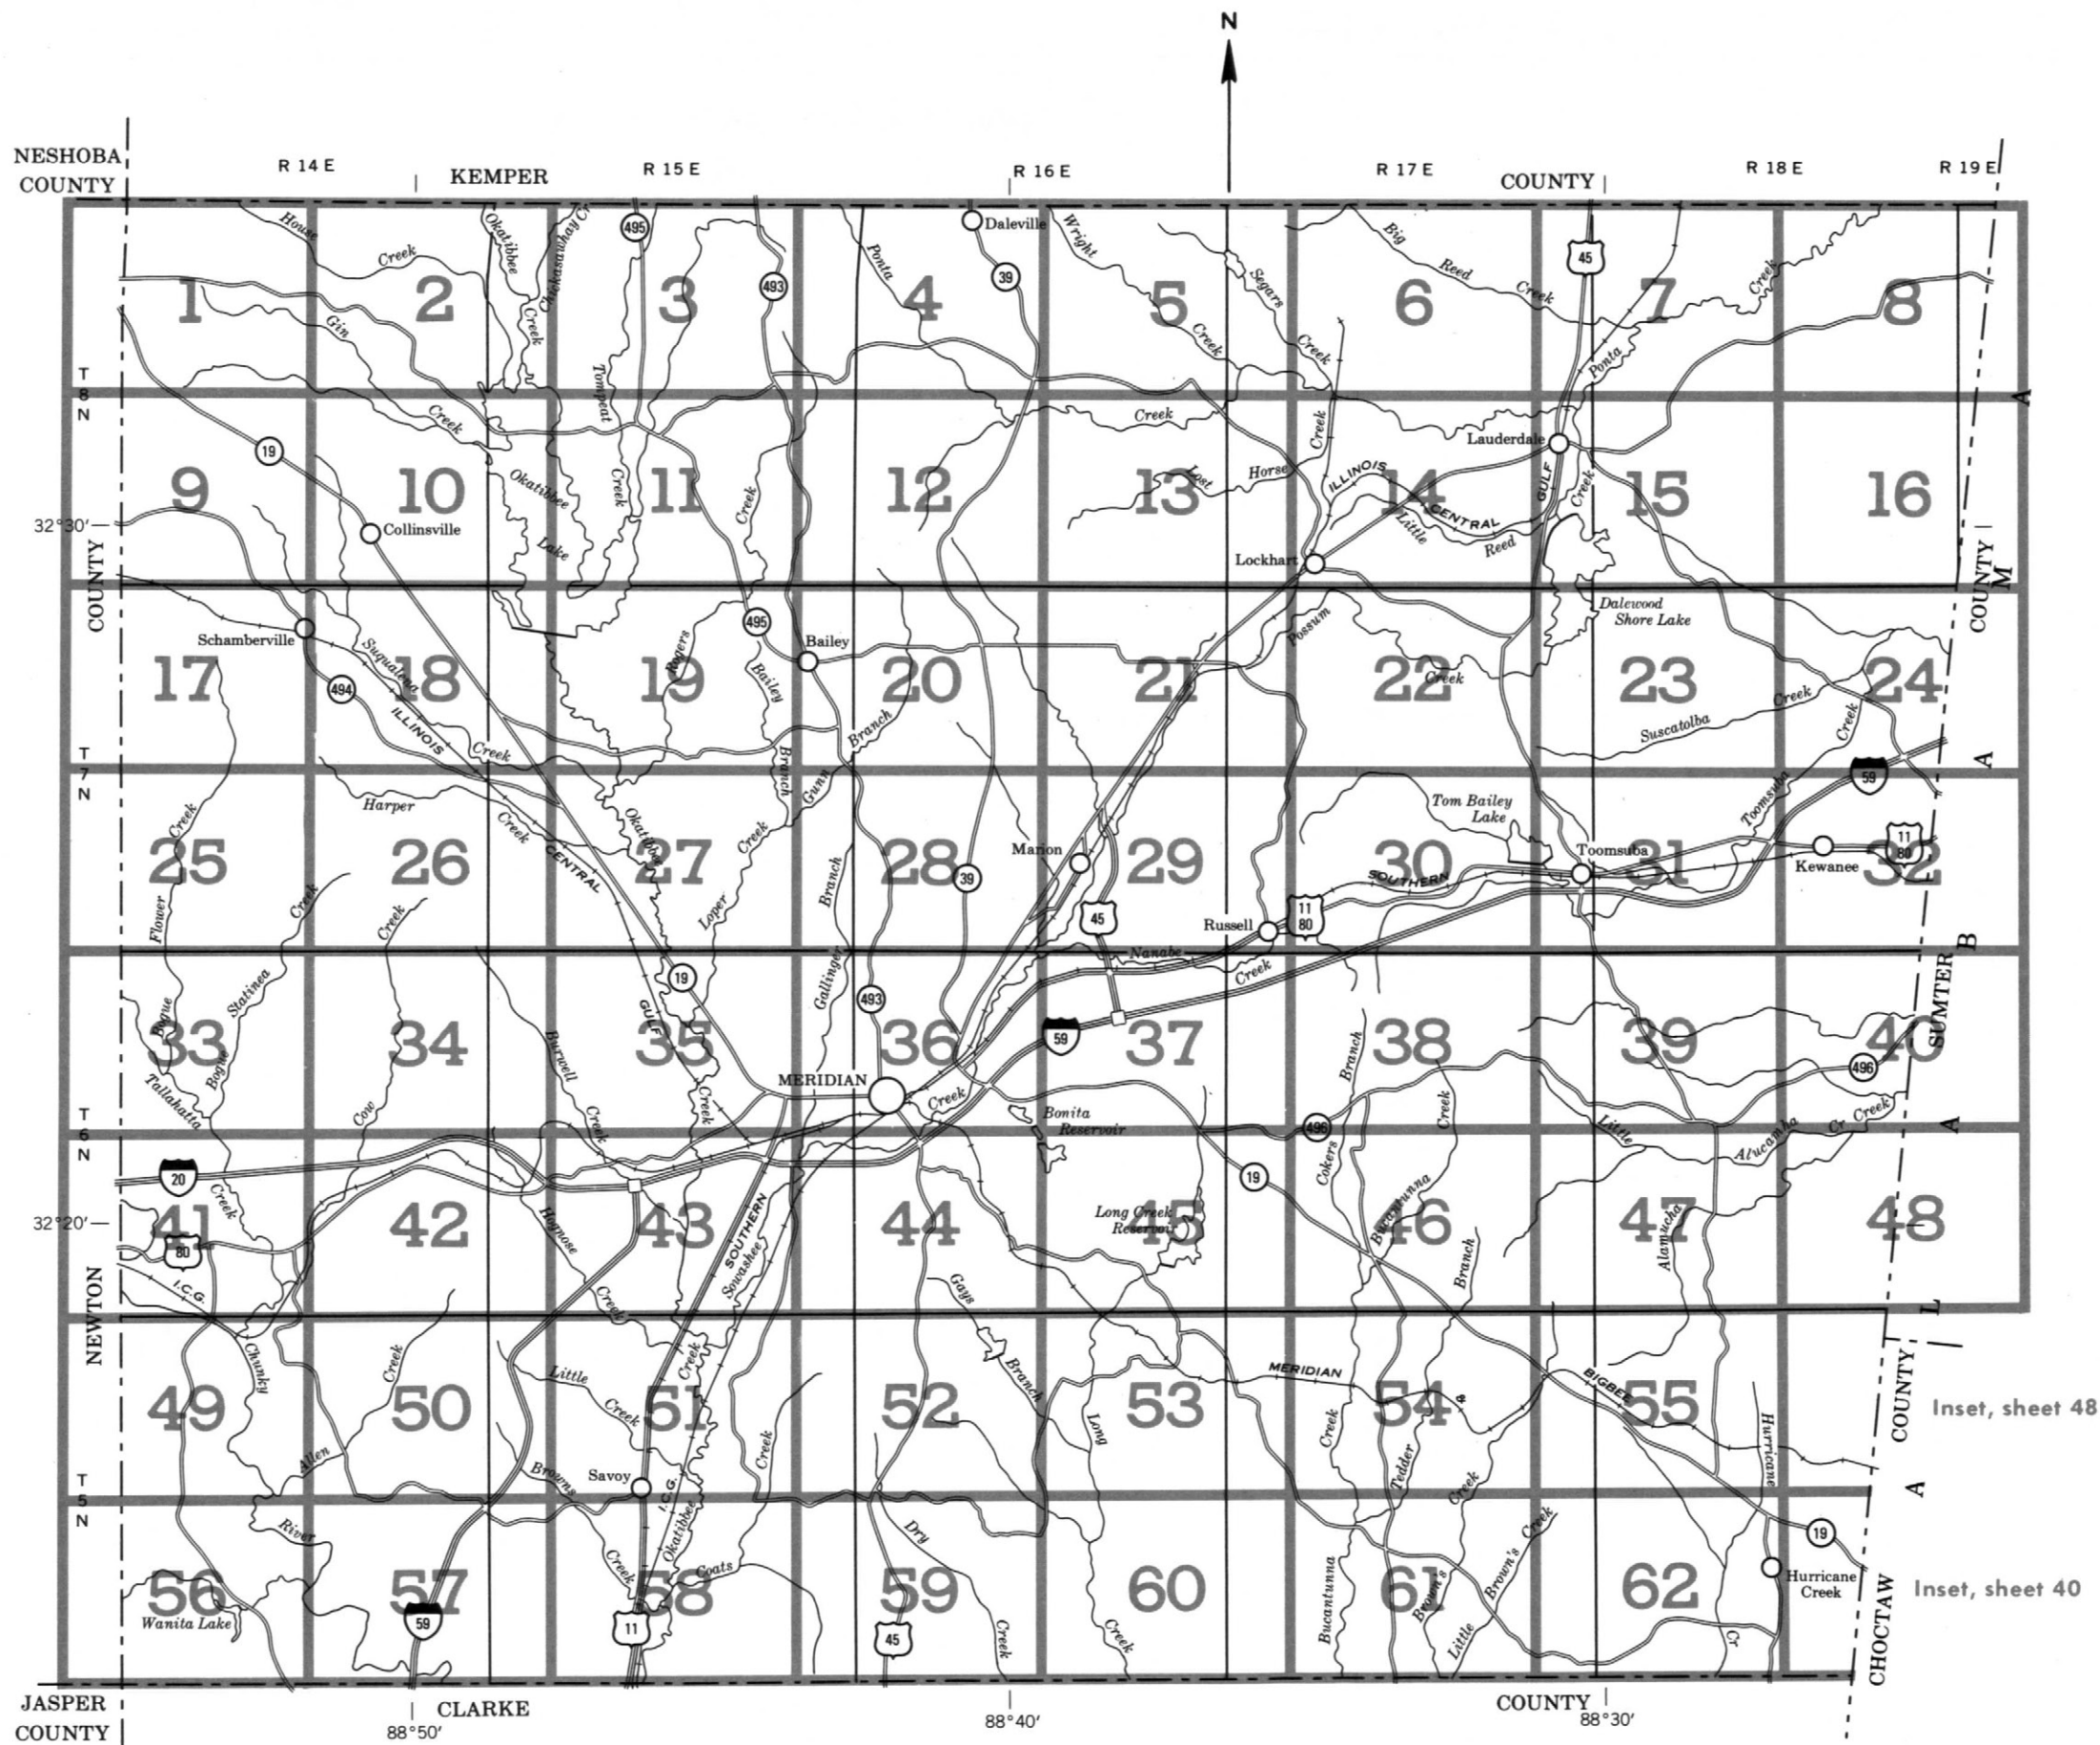 N
NESHOBA
COUNTY
R 14 E
KEMPER
R 15 E
R 16 E
R 17 E
COUNTY
R 18 E
R 19 E
House
Creek
Okatibbee
Creek
Chickasawhay Cr
495
493
Ponta
Daleville
39
Wright
Creek
Segars
Creek
Big
Reed
Creek
45
Creek
Ponta
1
2
3
4
5
6
7
8
Gin
Creek
Tompeat
Creek
T
8
N
A
19
Creek
Lost
Horse
Creek
Lauderdale
ILLINOIS
CENTRAL
GULF
Creek
9
10
11
12
13
14
15
16
32°30'
Collinsville
Okatibbee
Lake
Creek
Little
Reed
Lockhart
COUNTY
COUNTY
M
Schamberville
495
Bailey
Possum
Creek
Dalewood
Shore Lake
17
18
19
20
21
22
23
24
494
Suqualena
Creek
ILLINOIS
Rogers
Bailey
Branch
Gunn
Branch
Suscatolba
Creek
Creek
Toomsuba
59
A
T
7
N
Harper
Creek
CENTRAL
Okatibbee
Tom Bailey
Lake
25
26
27
28
29
30
31
32
Flower
Creek
Creek
Creek
Loper
Creek
Branch
39
Marion
45
Russell
11
80
SOUTHERN
Toomsuba
Kewanee
11
80
Nanabe
Creek
B
SUMTER
Bogue
Statinea
Bogue
Burwell
Creek
GULF
19
Gallinger
493
59
Branch
33
34
35
36
37
38
39
40
Tallahatta
Creek
Cow
Creek
MERIDIAN
Creek
Bonita
Reservoir
496
496
Creek
Little
Alucamha
Cr
Creek
T
6
N
A
20
Cokers
19
41
42
43
44
45
46
47
48
32°20'
80
I.C.G.
Hognose
Creek
SOUTHERN
Sowashee
Creek
Long Creek
Reservoir
Bucatunna
Branch
Alamucha
L
NEWTON
Chunky
Creek
Little
Creek
Gays
Branch
MERIDIAN
&
BIGBEE
COUNTY
49
50
51
52
53
54
55
Inset, sheet 48
Allen
Browns
Creek
Savoy
I.C.G.
Creek
Long
Creek
Creek
Tedder
Creek
Hurricane
Cr
T
5
N
A
River
Okatibbee
Coats
Dry
Creek
Brown's
Little
Brown's
Creek
19
Hurricane
Creek
56
57
58
59
60
61
62
Inset, sheet 40
Wanita Lake
59
11
45
Bucantunna
CHOCTAW
JASPER
COUNTY
CLARKE
COUNTY
88°50'
88°40'
88°30'